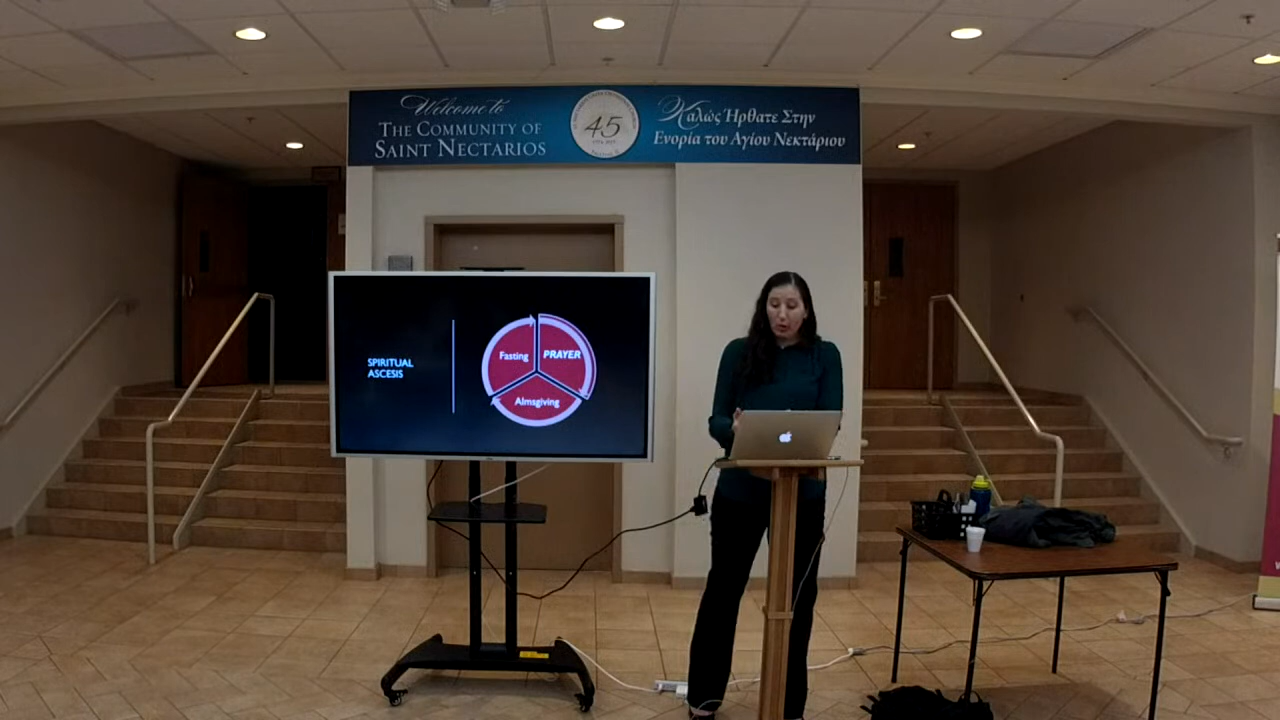 Welcome to
THE COMMUNITY OF
SAINT NECTARIOS
45
Καλώς Ήρθατε Στην
Ενορία του Αγίου Νεκτάριου
SPIRITUAL
ASCESIS
Fasting
PRAYER
Almsgiving